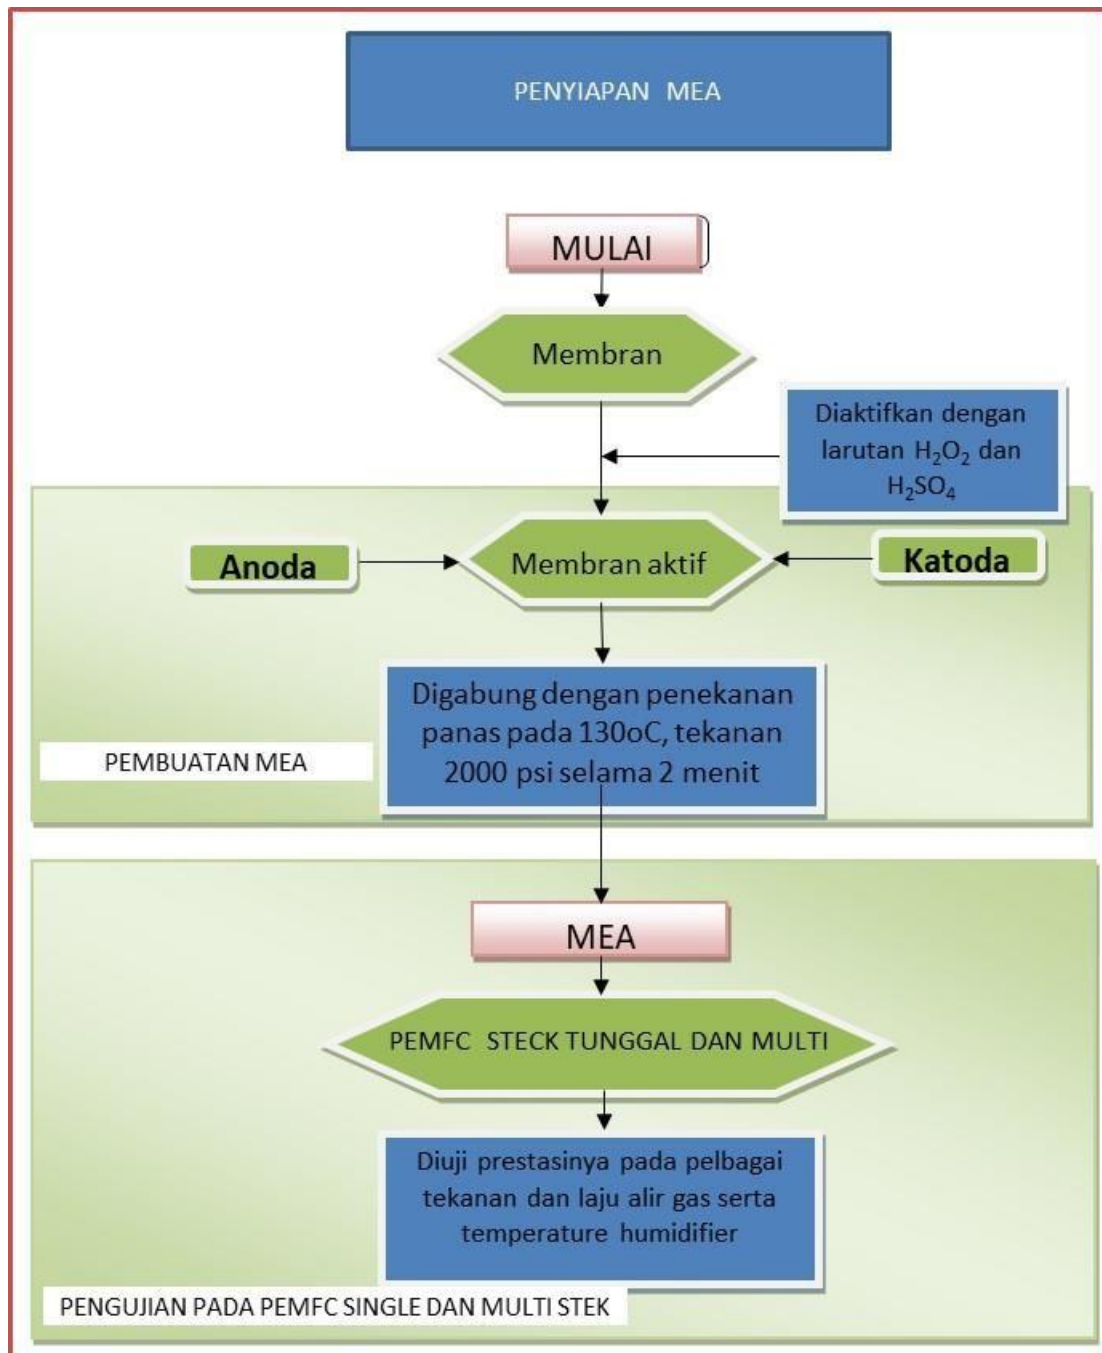 PENYIAPAN MEA
MULAI
Membran
Diaktifkan dengan
larutan H₂O₂ dan
H₂SO₄
Anoda
Membran aktif
Katoda
Digabung dengan penekanan
panas pada 130oC, tekanan
2000 psi selama 2 menit
PEMBUATAN MEA
MEA
PEMFC STECK TUNGGAL DAN MULTI
Diuji prestasinya pada pelbagai
tekanan dan laju alir gas serta
temperature humidifier
PENGUJIAN PADA PEMFC SINGLE DAN MULTI STEK